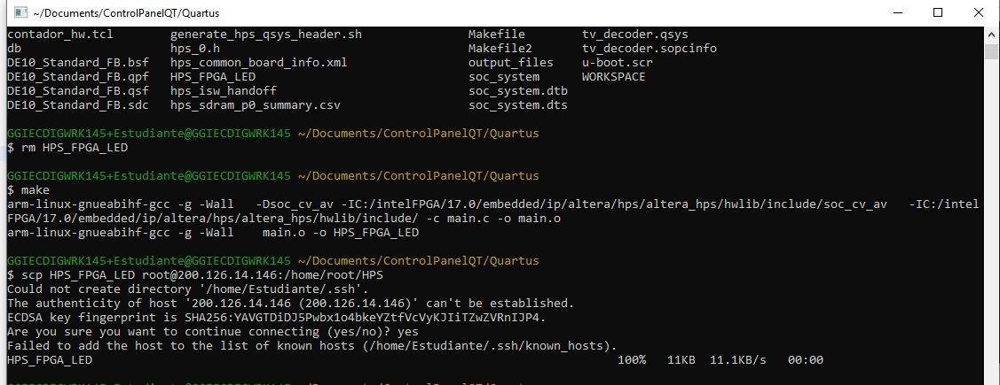 ~/Documents/ControlPanelQT/Quartus
contador_hw.tcl generate_hps_qsys_header.sh Makefile tv_decoder.qsys
db hps_0.h Makefile2 tv_decoder.sopcinfo
DE10_Standard_FB.bsf hps_common_board_info.xml output_files u-boot.scr
DE10_Standard_FB.qpf HPS_FPGA_LED soc_system WORKSPACE
DE10_Standard_FB.qsf hps_isw_handoff soc_system.dtb
DE10_Standard_FB.sdc hps_sdram_p0_summary.csv soc_system.dts
GGIECDIGWRK145+Estudiante@GGIECDIGWRK145 ~/Documents/ControlPanelQT/Quartus
$ rm HPS_FPGA_LED
GGIECDIGWRK145+Estudiante@GGIECDIGWRK145 ~/Documents/ControlPanelQT/Quartus
$ make
arm-linux-gnueabihf-gcc -g -Wall -Dsoc_cv_av -IC:/intelFPGA/17.0/embedded/ip/altera/hps/altera_hps/hwlib/include/soc_cv_av -IC:/intel
FPGA/17.0/embedded/ip/altera/hps/altera_hps/hwlib/include/ -c main.c -o main.o
arm-linux-gnueabihf-gcc -g -Wall main.o -o HPS_FPGA_LED
GGIECDIGWRK145+Estudiante@GGIECDIGWRK145 ~/Documents/ControlPanelQT/Quartus
$ scp HPS_FPGA_LED root@200.126.14.146:/home/root/HPS
Could not create directory '/home/Estudiante/.ssh'.
The authenticity of host '200.126.14.146 (200.126.14.146)' can't be established.
ECDSA key fingerprint is SHA256:YAVGTDiDJ5Pwbx1o4bkeYZtfVcVyKJIiTZwZVRnIJP4.
Are you sure you want to continue connecting (yes/no)? yes
Failed to add the host to the list of known hosts (/home/Estudiante/.ssh/known_hosts).
HPS_FPGA_LED 100% 11KB 11.1KB/s 00:00
GGIECDIGWRK145+Estudiante@GGIECDIGWRK145 ~/Documents/ControlPanelQT/Quartus